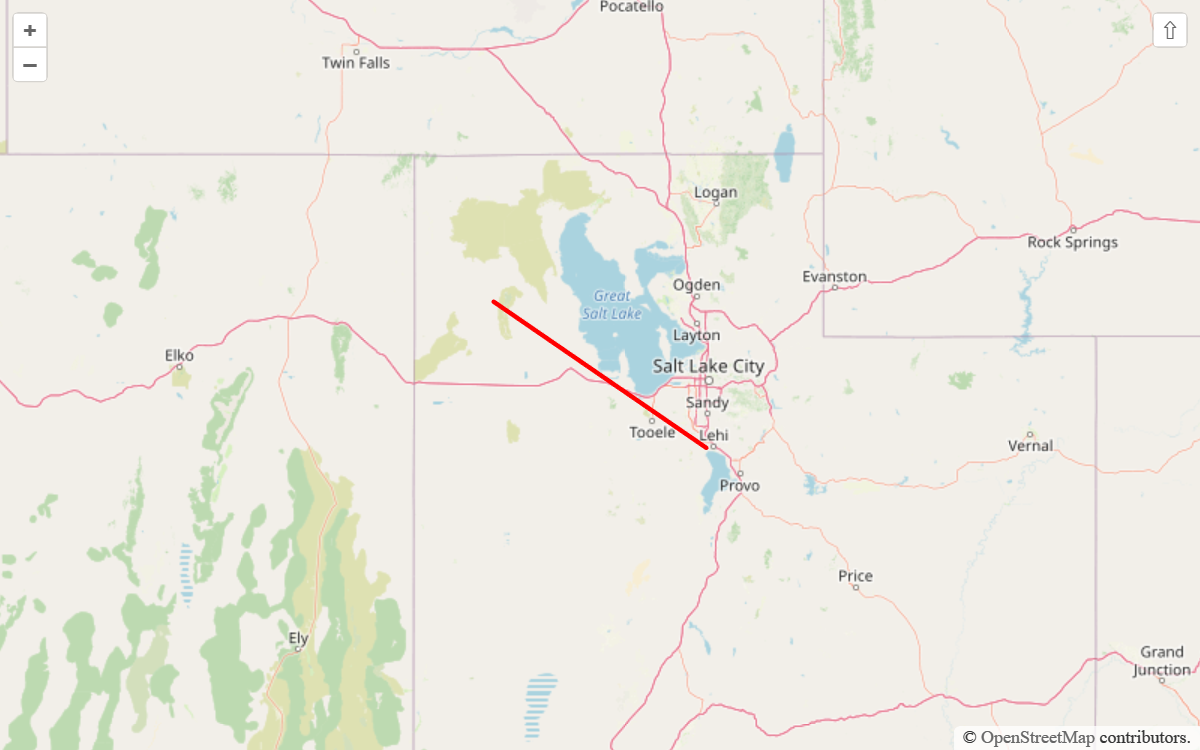 Pocatello
+
−
⇧
Twin Falls
Logan
Rock Springs
Evanston
Ogden
Great
Salt Lake
Layton
Elko
Salt Lake City
Sandy
Tooele
Lehi
Vernal
Provo
Price
Ely
Grand
Junction
© OpenStreetMap contributors.